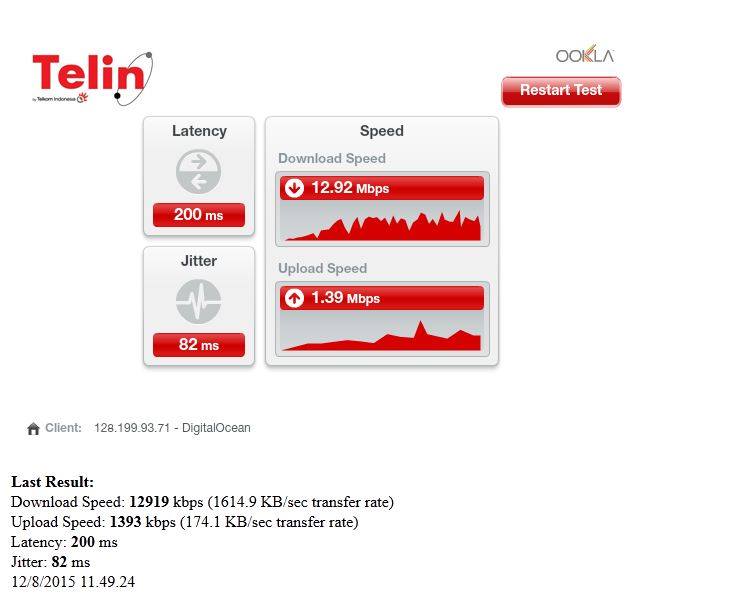 OOKLA
Telin
by Telkom Indonesia
Restart Test
Latency
200 ms
Jitter
82 ms
Speed
Download Speed
12.92 Mbps
Upload Speed
1.39 Mbps
Client: 128.199.93.71 - DigitalOcean
Last Result:
Download Speed: 12919 kbps (1614.9 KB/sec transfer rate)
Upload Speed: 1393 kbps (174.1 KB/sec transfer rate)
Latency: 200 ms
Jitter: 82 ms
12/8/2015 11.49.24